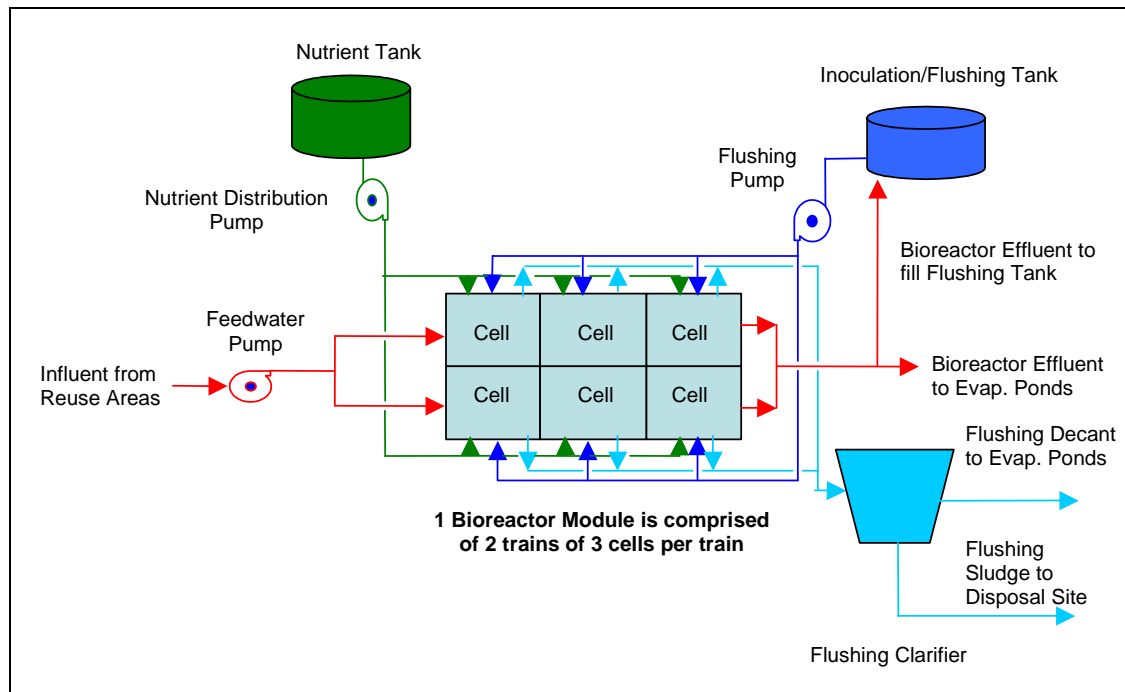 Nutrient Tank
Inoculation/Flushing Tank
Flushing
Pump
Nutrient Distribution
Pump
Bioreactor Effluent to
fill Flushing Tank
Feedwater
Pump
Cell
Cell
Cell
Influent from
Reuse Areas
Bioreactor Effluent
to Evap. Ponds
Cell
Cell
Cell
Flushing Decant
to Evap. Ponds
1 Bioreactor Module is comprised
of 2 trains of 3 cells per train
Flushing
Sludge to
Disposal Site
Flushing Clarifier